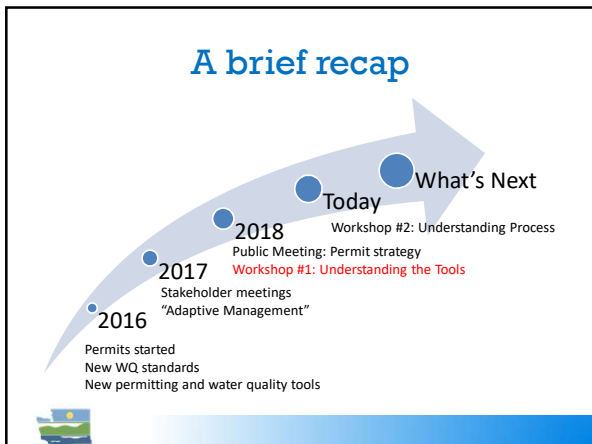 A brief recap
What's Next
Today
Workshop #2: Understanding Process
2018
Public Meeting: Permit strategy
Workshop #1: Understanding the Tools
2017
Stakeholder meetings
"Adaptive Management"
2016
Permits started
New WQ standards
New permitting and water quality tools